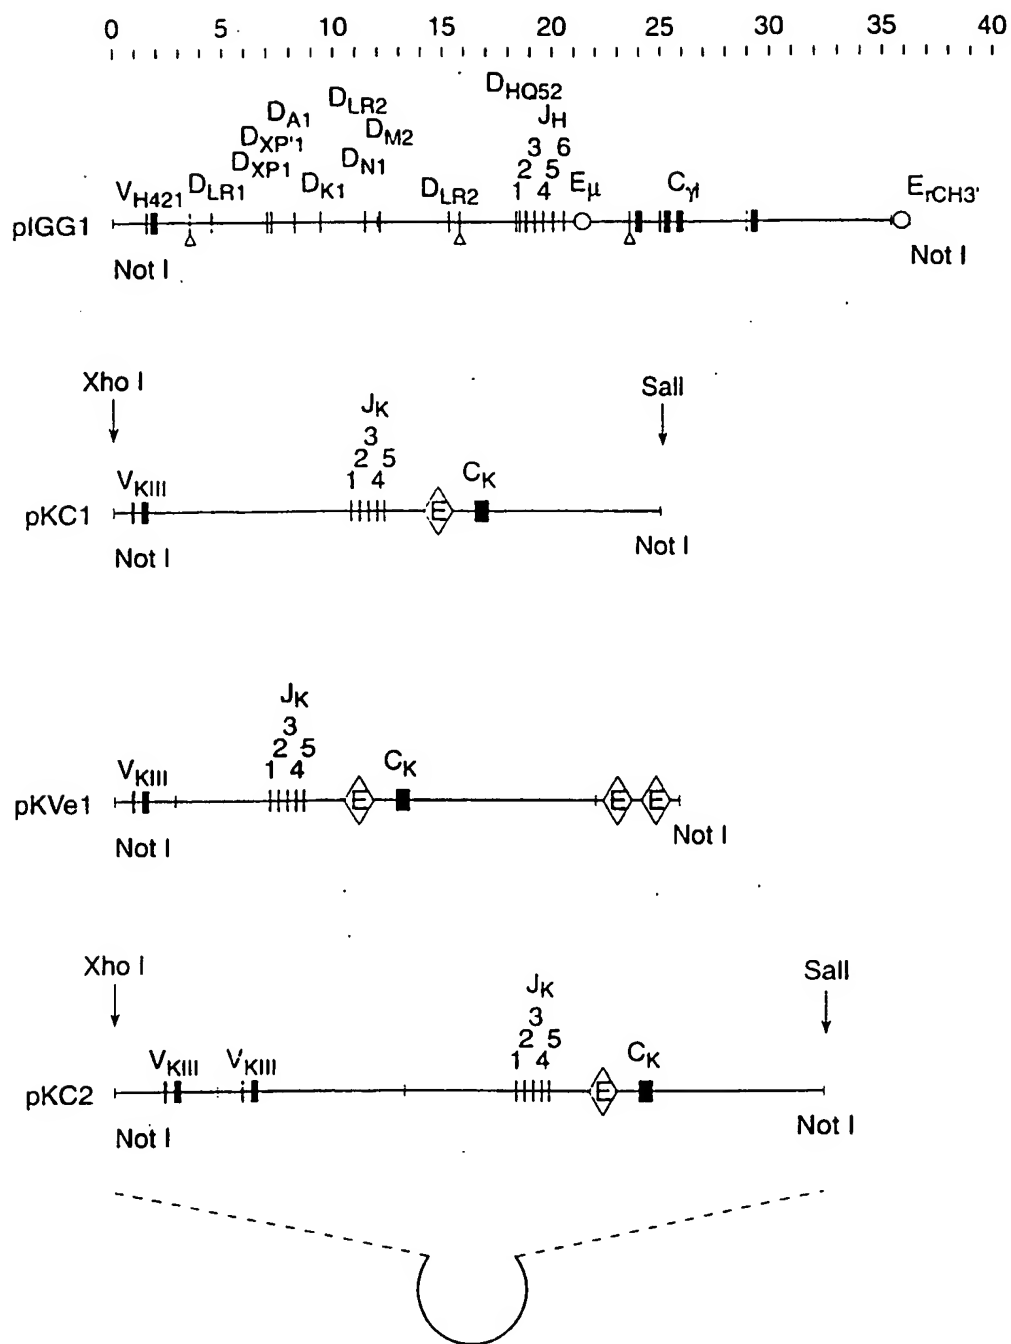 0 5 10 15 20 25 30 35 40
DHQ52
DLR2
DA1
JH
DM2
DXP'1
3 6
DN1
DXP1
2 5
VH421 DLR1 DK1 DLR2 1 4 Eμ CγI ErCH3'
pIGG1
Not I Not I
Xho I SalI
JK
3
2 5
1 4
VKIII CK
pKC1 E
Not I Not I
JK
3
2 5
1 4
VKIII CK
pKVe1 E E E
Not I Not I
Xho I SalI
JK
3
2 5
1 4
VKIII VKIII CK
pKC2 E
Not I Not I